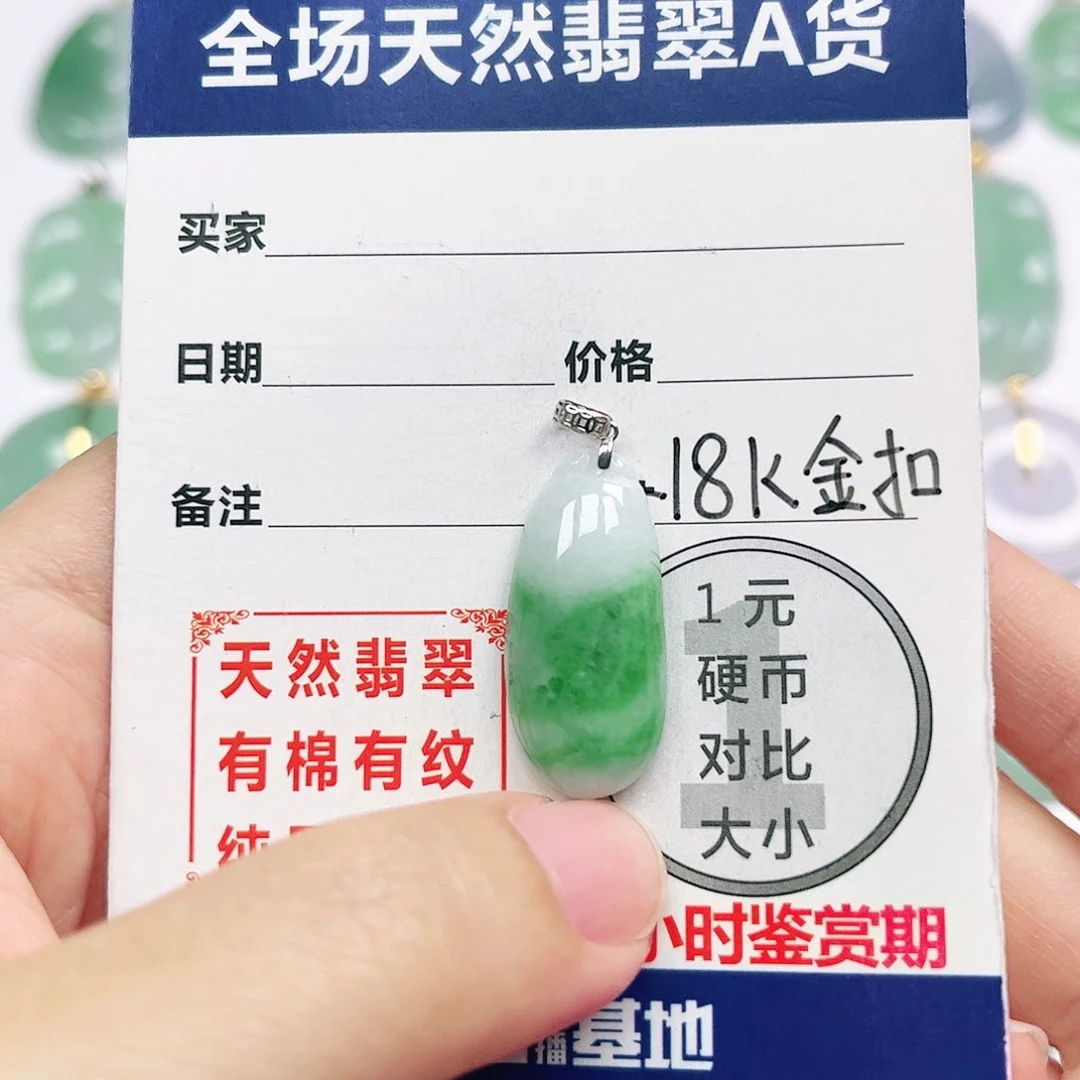 全场天然翡翠A货
买家
日期 价格
备注 18K金扣
天然翡翠
有棉有纹
1元
硬币
对比
大小
小时鉴赏期
播基地